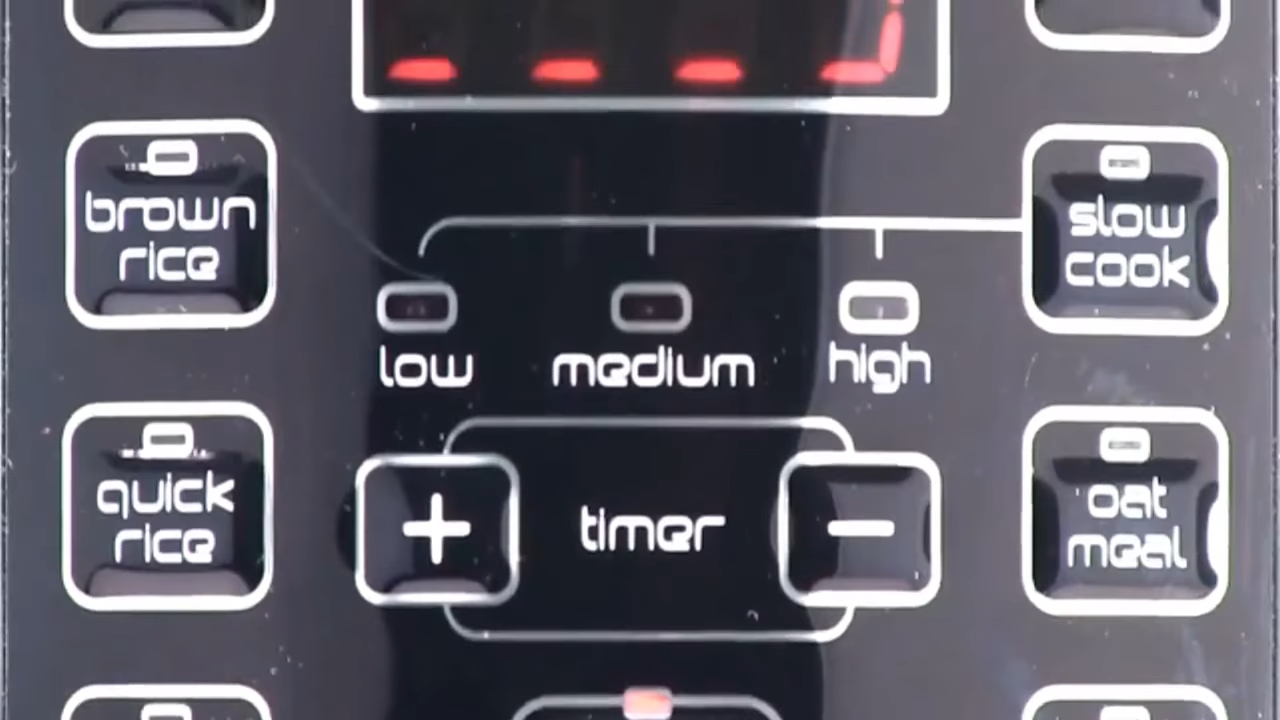 brown
rice
slow
cook
low medium high
quick
rice
+ timer −
oat
meal